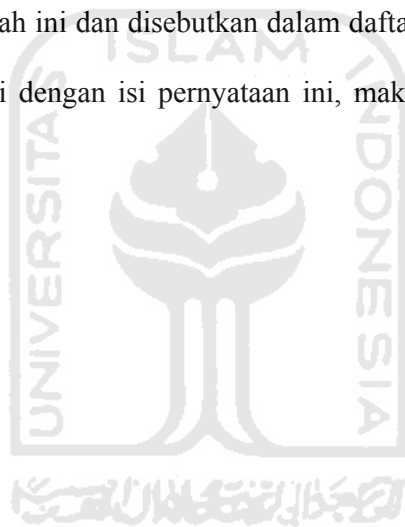 ah ini dan disebutkan dalam dafta
i dengan isi pernyataan ini, mak
ISLAM
UNIVERSITAS
INDONESIA